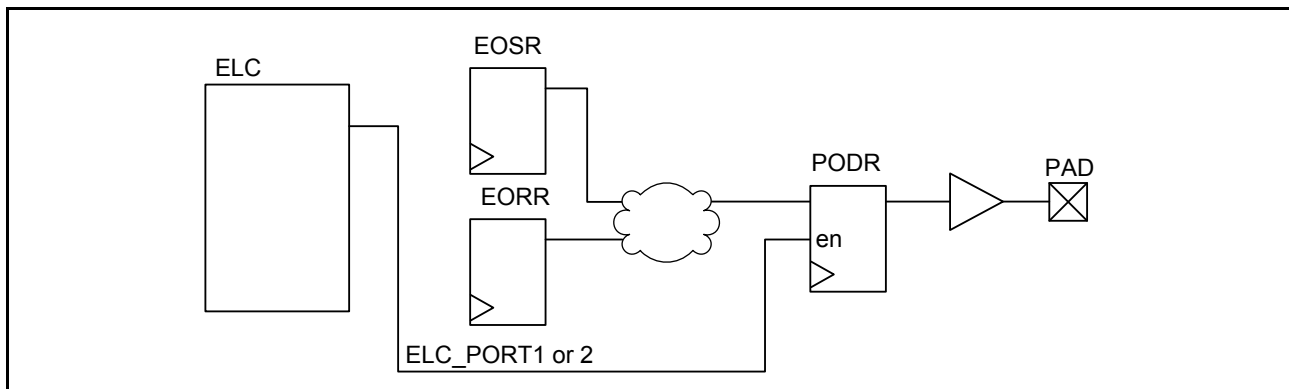 ELC
EOSR
EORR
PODR
en
PAD
ELC_PORT1 or 2